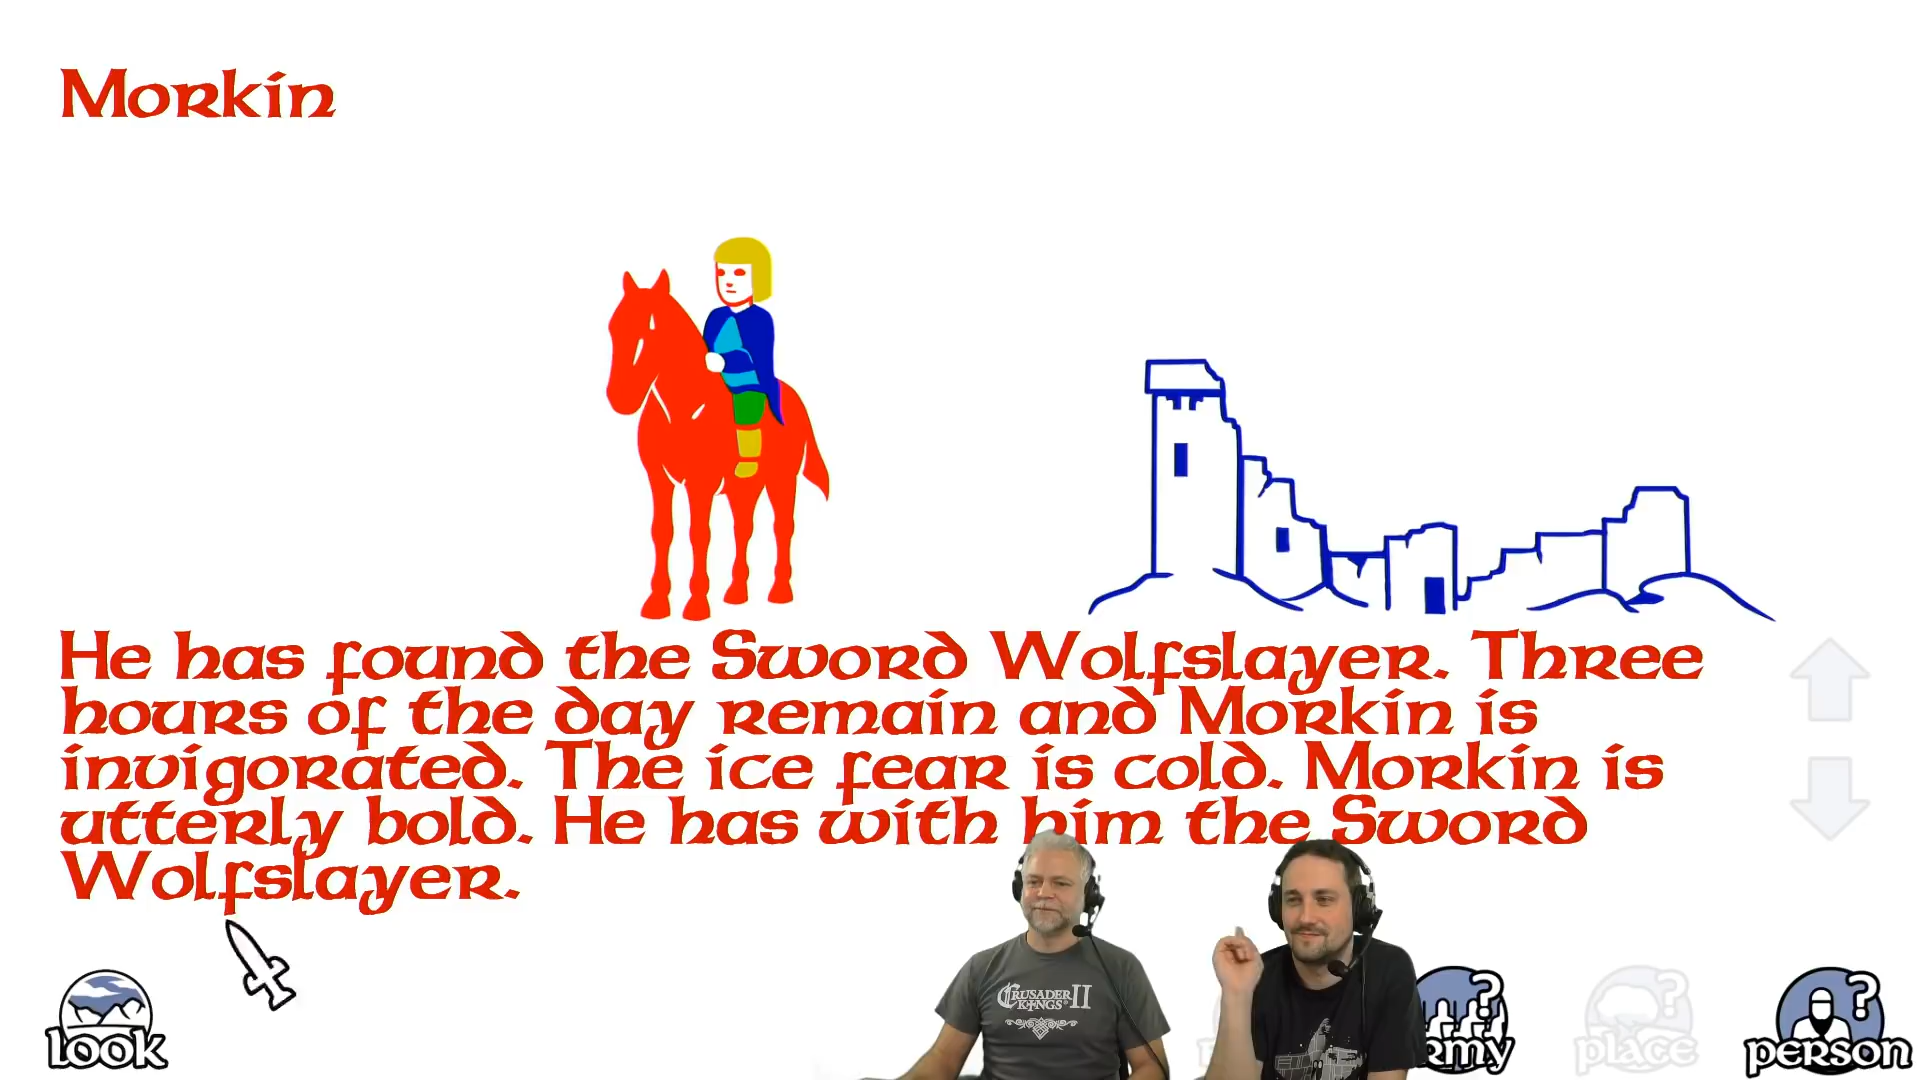 Morkin
He has found the Sword Wolfslayer. Three
hours of the day remain and Morkin is
invigorated. The ice fear is cold. Morkin is
utterly bold. He has with him the Sword
Wolfslayer.
CRUSADER
KINGS II
look
?
?
?
place
person